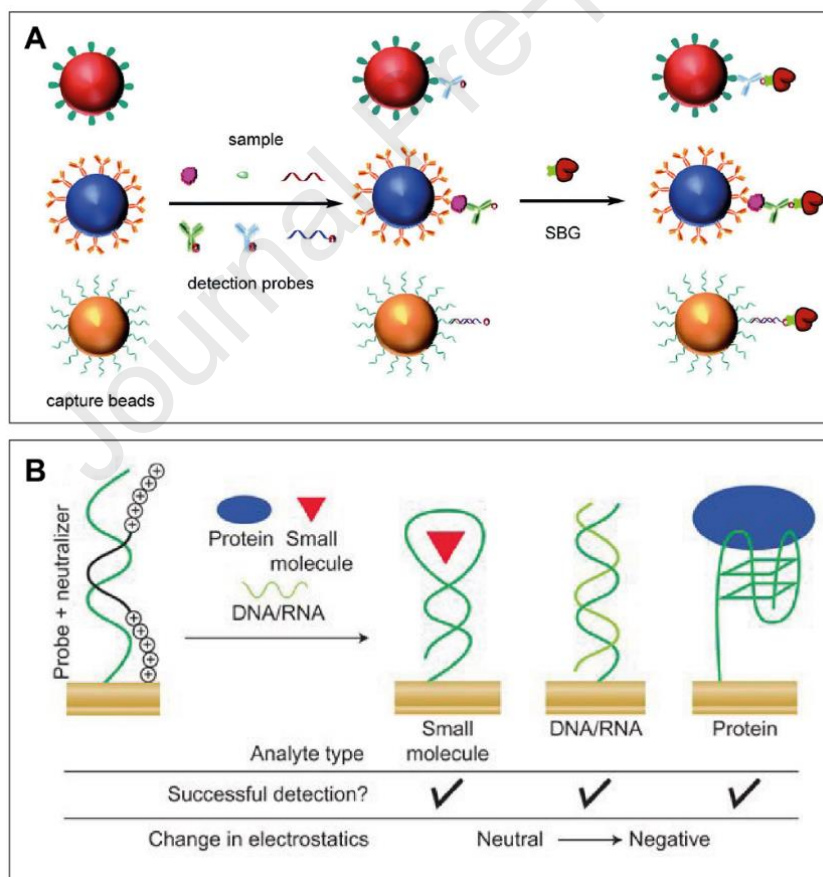 Journal Pre-
A
sample
detection probes
SBG
capture beads
B
Probe + neutralizer
Protein
Small
molecule
DNA/RNA
Small
molecule
DNA/RNA
Protein
Analyte type
Successful detection?
Change in electrostatics
Neutral
Negative